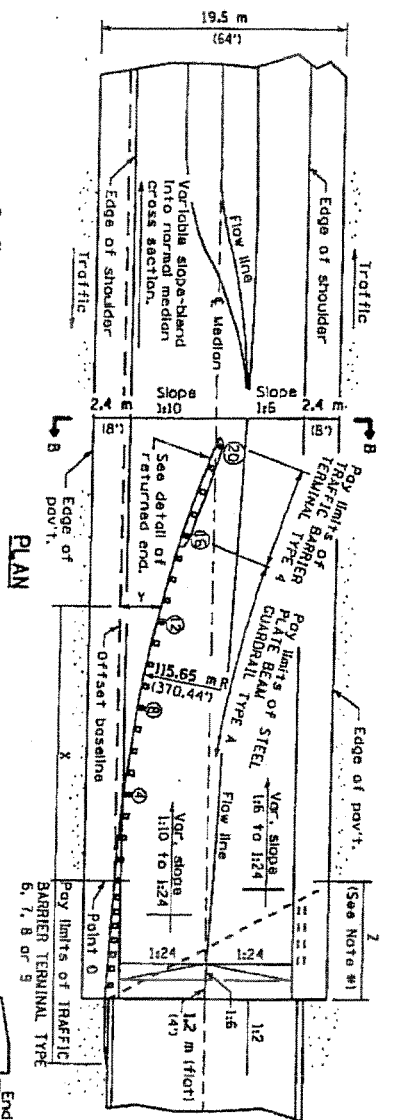 19.5 m
(64')
Traffic
Edge of shoulder
Flow line
℄ Median
Variable slope-blend
into normal median
cross section.
Edge of shoulder
Traffic
B
2.4 m
(8')
Slope
1:6
Slope
1:10
2.4 m
(8')
B
Edge of
pav't.
See detail of
returned end.
20
16
12
8
4
Pay limits of
TRAFFIC BARRIER
TERMINAL TYPE 4
Pay limits of STEEL
PLATE BEAM
GUARDRAIL TYPE A
Edge of pav't.
115.65 m R
(370.44')
Y
X
Offset baseline
Flow line
Var. slope
1:6 to 1:24
Var. slope
1:10 to 1:24
Z
(See Note #)
Point O
1:24
1:24
Pay limits of TRAFFIC
BARRIER TERMINAL TYPE
6, 7, 8 or 9
1:2
1:6
1.2 m (flat)
(4')
PLAN
End